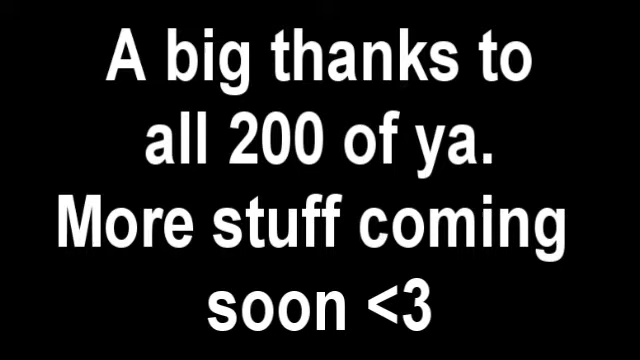 A big thanks to
all 200 of ya.
More stuff coming
soon <3